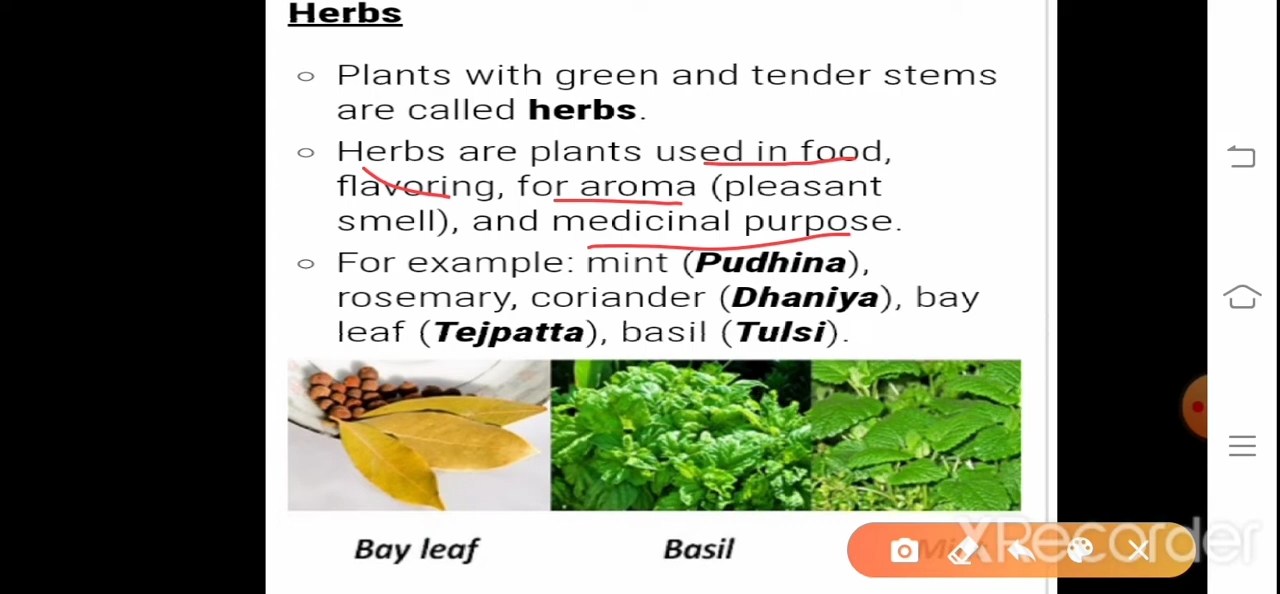 Herbs
○ Plants with green and tender stems
are called herbs.
○ Herbs are plants used in food,
flavoring, for aroma (pleasant
smell), and medicinal purpose.
○ For example: mint (Pudhina),
rosemary, coriander (Dhaniya), bay
leaf (Tejpatta), basil (Tulsi).
Bay leaf Basil
XRecorder